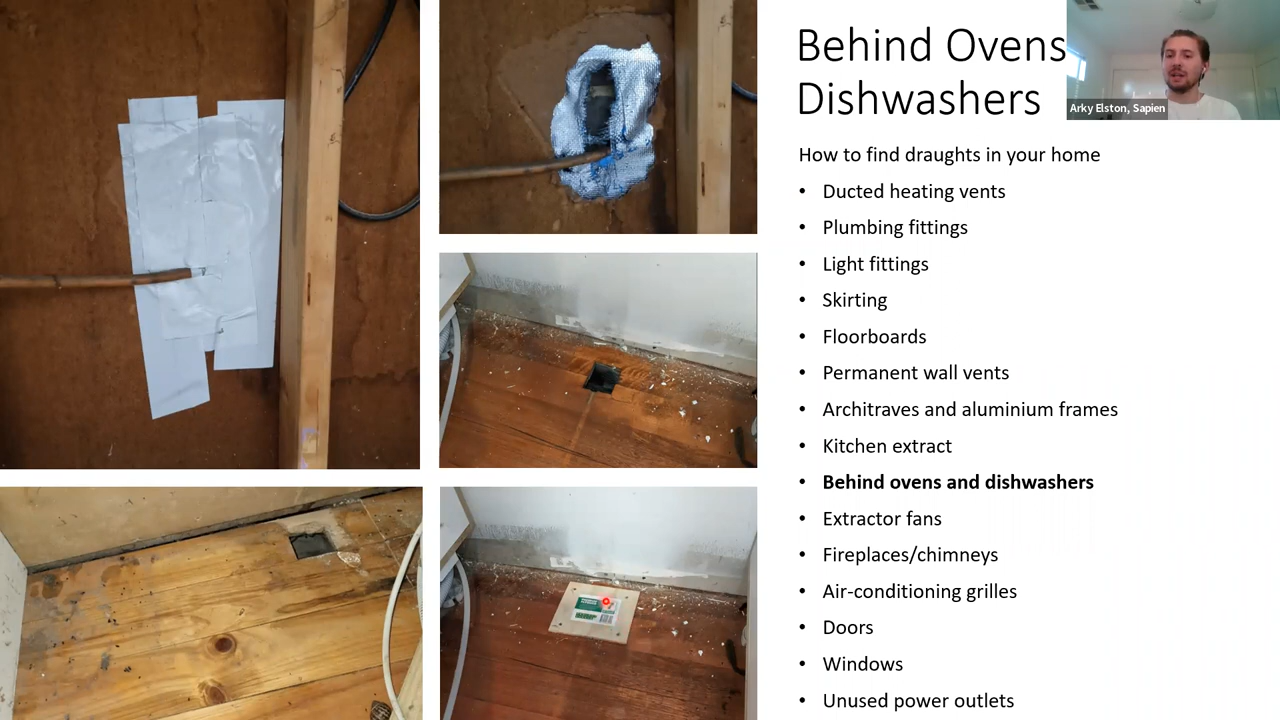 Behind Ovens
Dishwashers
Arky Elston, Sapien
How to find draughts in your home
• Ducted heating vents
• Plumbing fittings
• Light fittings
• Skirting
• Floorboards
• Permanent wall vents
• Architraves and aluminium frames
• Kitchen extract
• Behind ovens and dishwashers
• Extractor fans
• Fireplaces/chimneys
• Air-conditioning grilles
• Doors
• Windows
• Unused power outlets